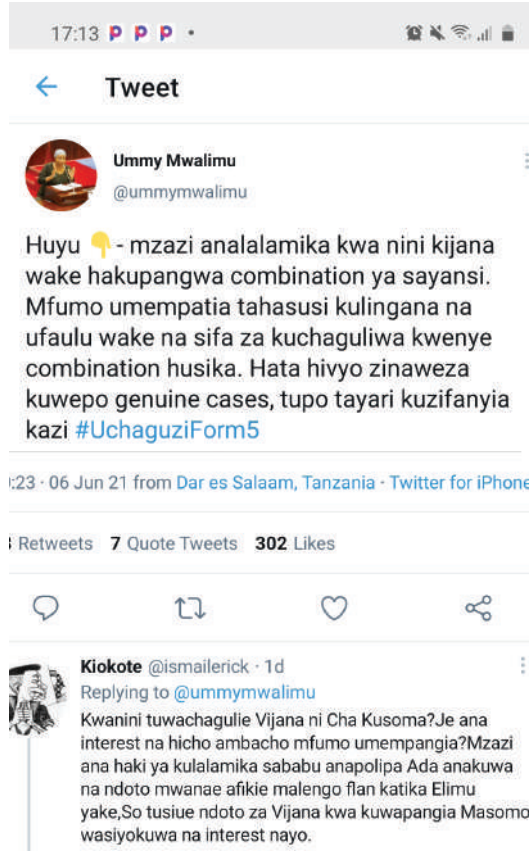 17:13 P P P •
Tweet
Ummy Mwalimu
@ummymwalimu
Huyu 👇- mzazi analalamika kwa nini kijana
wake hakupangwa combination ya sayansi.
Mfumo umempatia tahasusi kulingana na
ufaulu wake na sifa za kuchaguliwa kwenye
combination husika. Hata hivyo zinaweza
kuwepo genuine cases, tupo tayari kuzifanyia
kazi #UchaguziForm5
:23 · 06 Jun 21 from Dar es Salaam, Tanzania · Twitter for iPhone
Retweets 7 Quote Tweets 302 Likes
Kiokote @ismailerick · 1d
Replying to @ummymwalimu
Kwanini tuwachagulie Vijana ni Cha Kusoma?Je ana
interest na hicho ambacho mfumo umempangia?Mzazi
ana haki ya kulalamika sababu anapolipa Ada anakuwa
na ndoto mwanae afikie malengo flan katika Elimu
yake,So tusiue ndoto za Vijana kwa kuwapangia Masomo
wasiyokuwa na interest nayo.